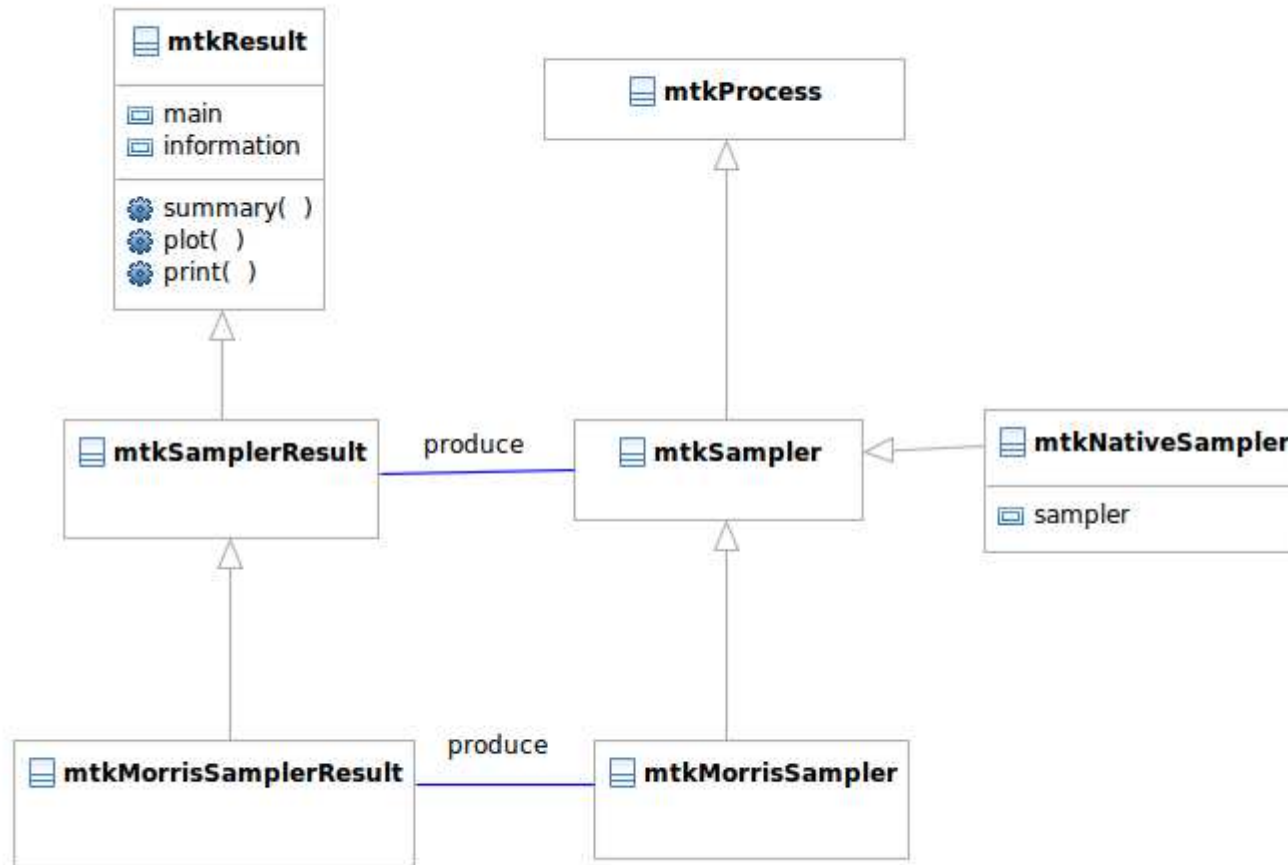 mtkResult
main
information
summary( )
plot( )
print( )
mtkProcess
mtkSamplerResult
produce
mtkSampler
mtkNativeSampler
sampler
mtkMorrisSamplerResult
produce
mtkMorrisSampler